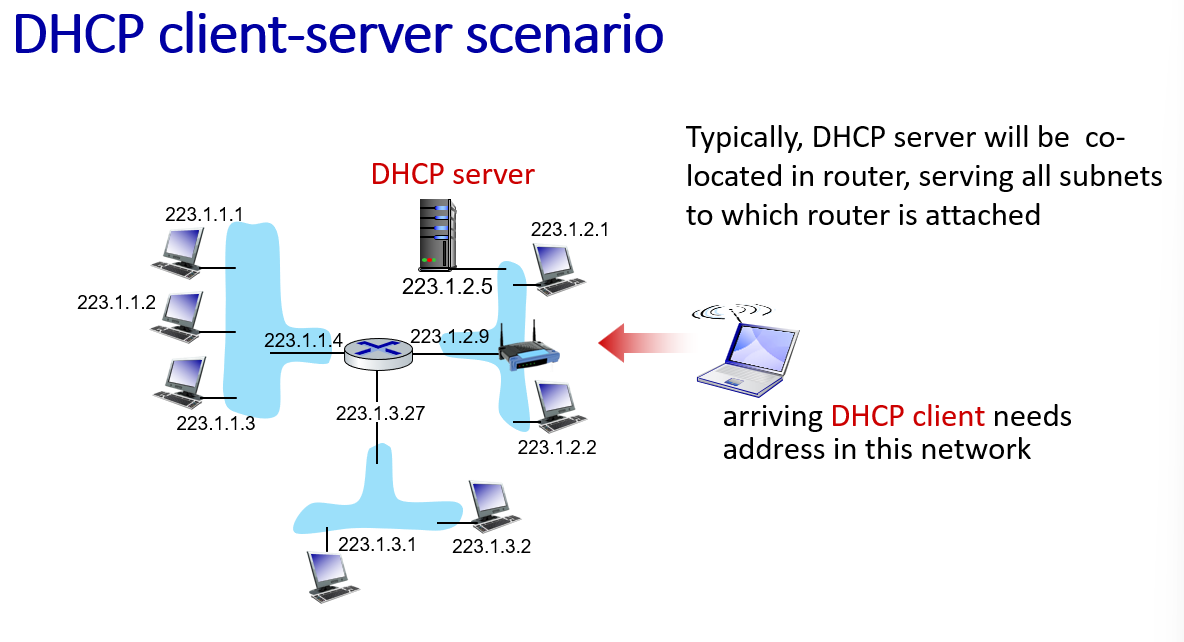 DHCP client-server scenario
Typically, DHCP server will be co-
located in router, serving all subnets
to which router is attached
DHCP server
223.1.1.1
223.1.2.1
223.1.2.5
223.1.1.2
223.1.1.4
223.1.2.9
223.1.3.27
223.1.1.3
223.1.2.2
arriving DHCP client needs
address in this network
223.1.3.1
223.1.3.2